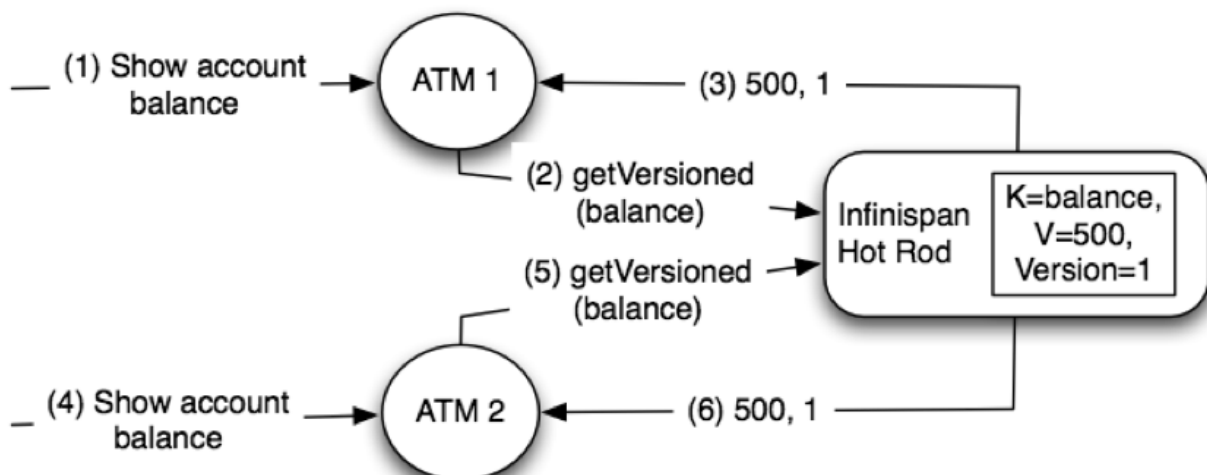 (1) Show account
balance
ATM 1
(3) 500, 1
(2) getVersioned
(balance)
Infinispan
Hot Rod
K=balance,
V=500,
Version=1
(5) getVersioned
(balance)
(4) Show account
balance
ATM 2
(6) 500, 1